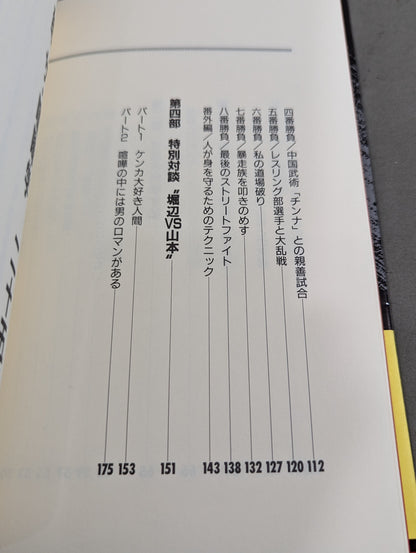 四番勝負／中国武術「チンナ」との親善試合 112
五番勝負／レスリング部選手と大乱戦 120
六番勝負／私の道場破り 127
七番勝負／暴走族を叩きのめす 132
八番勝負／最後のストリートファイト 138
番外編／人が身を守るためのテクニック 143
第四部 特別対談 〝堀辺VS山本〟 151
パート1 ケンカ大好き人間 153
パート2 喧嘩の中には男のロマンがある 175